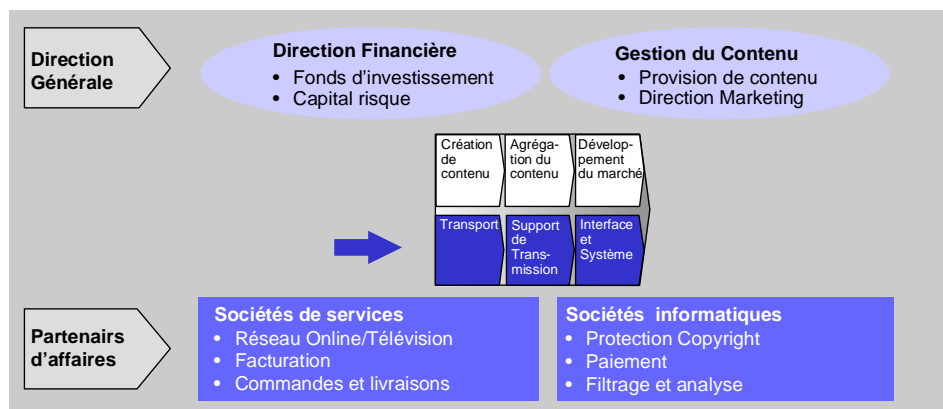 Direction
Générale
Direction Financière
• Fonds d'investissement
• Capital risque
Gestion du Contenu
• Provision de contenu
• Direction Marketing
Création
de
contenu
Agréga-
tion du
contenu
Dévelop-
pement
du marché
Transport
Support
de
Trans-
mission
Interface
et
Système
Partenairs
d'affaires
Sociétés de services
• Réseau Online/Télévision
• Facturation
• Commandes et livraisons
Sociétés informatiques
• Protection Copyright
• Paiement
• Filtrage et analyse